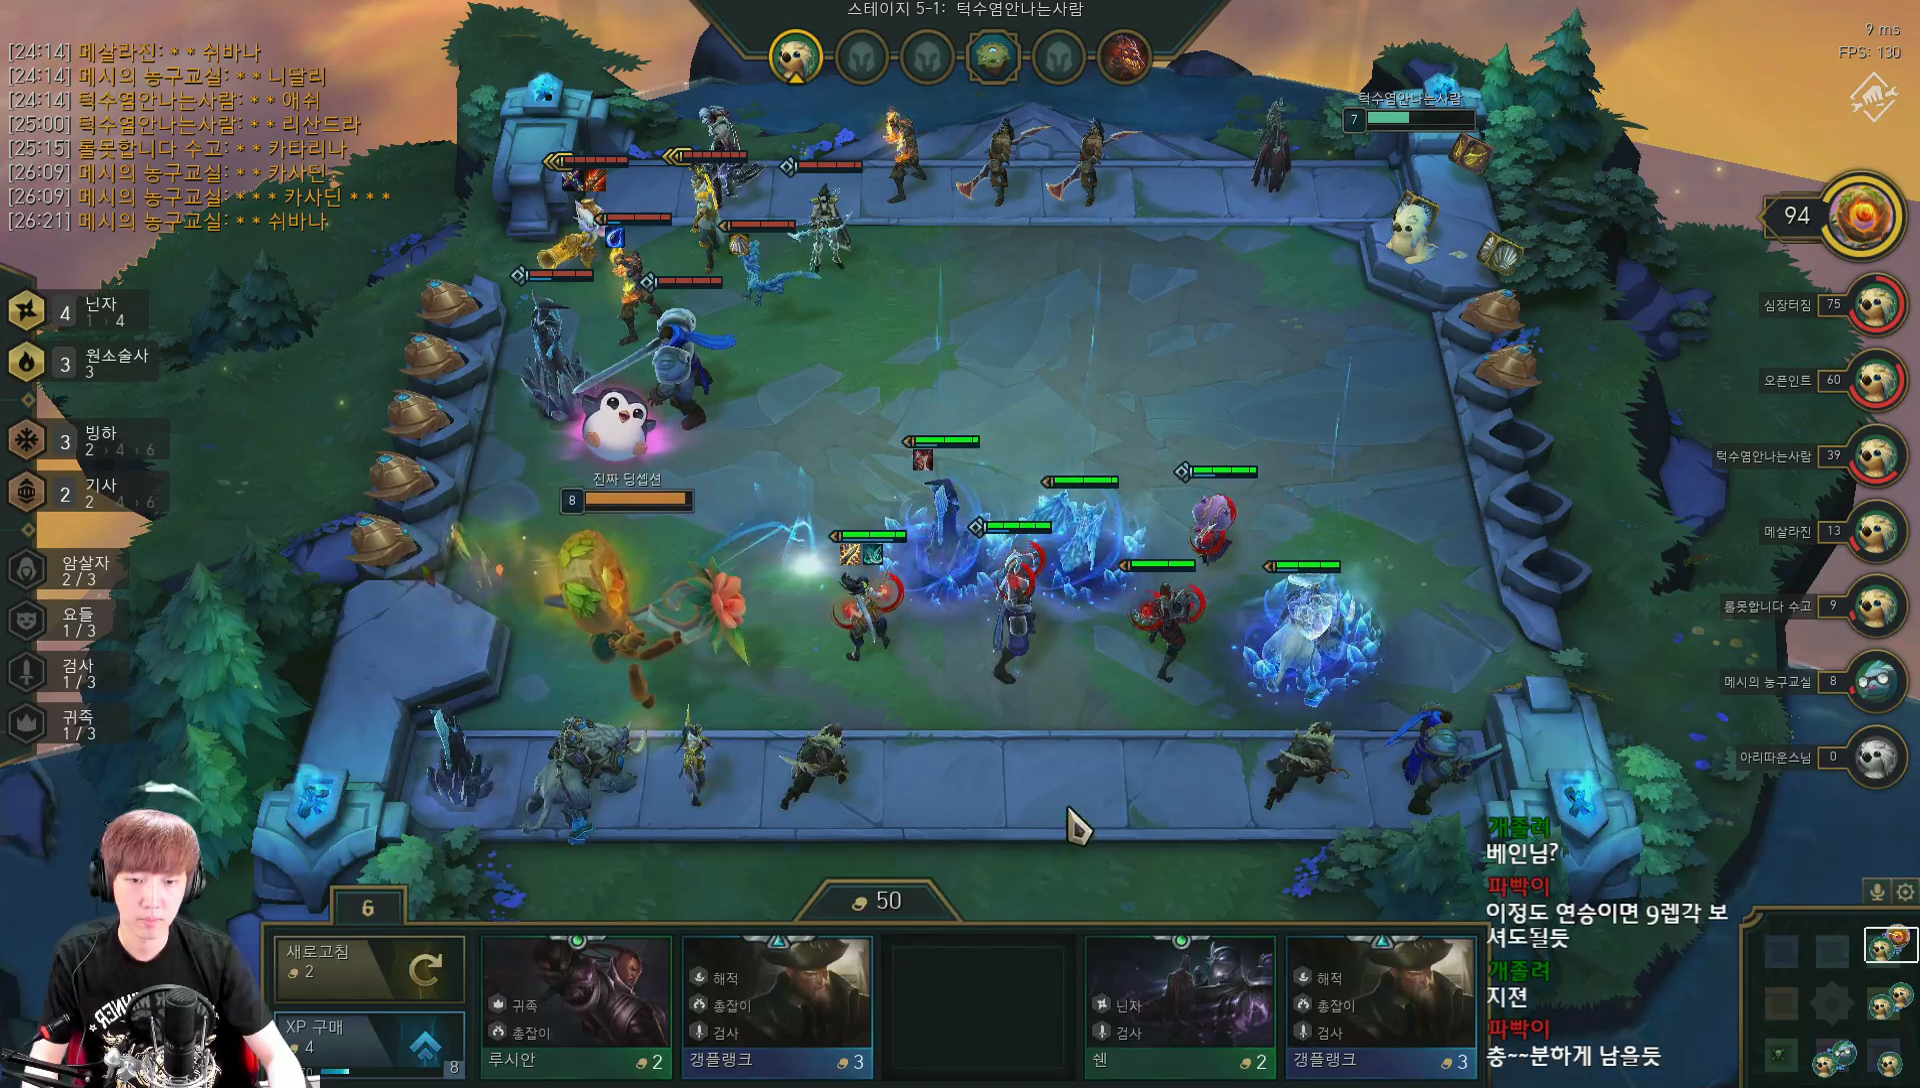 스테이지 5-1: 턱수염안나는사람
9 ms
FPS: 130
[24:14] 메살라진: * * 쉬바나
[24:14] 메시의 농구교실: * * 니달리
[24:14] 턱수염안나는사람: * * 애쉬
[25:00] 턱수염안나는사람: * * 리산드라
[25:15] 롤못합니다 수고: * * 카타리나
[26:09] 메시의 농구교실: * * 카사딘
[26:09] 메시의 농구교실: * * * 카사딘 * * *
[26:21] 메시의 농구교실: * * 쉬바나
턱수염안나는사람
7
94
심장터짐 75
오픈인트 60
턱수염안나는사람 39
메살라진 13
롤못합니다 수고 9
메시의 농구교실 8
아리따운스님 0
4 닌자
1 › 4
3 원소술사
3
3 빙하
2 › 4 › 6
2 기사
2 › 4 › 6
암살자
2 / 3
요들
1 / 3
검사
1 / 3
귀족
1 / 3
진짜 딩셉션
8
개졸려
베인님?
파빡이
이정도 연승이면 9렙각 보
셔도될듯
개졸려
지젼
파빡이
충~~분하게 남을듯
6
50
새로고침
2
XP 구매
4
8
귀족
총잡이
루시안 2
해적
총잡이
검사
갱플랭크 3
닌자
검사
쉔 2
해적
총잡이
검사
갱플랭크 3